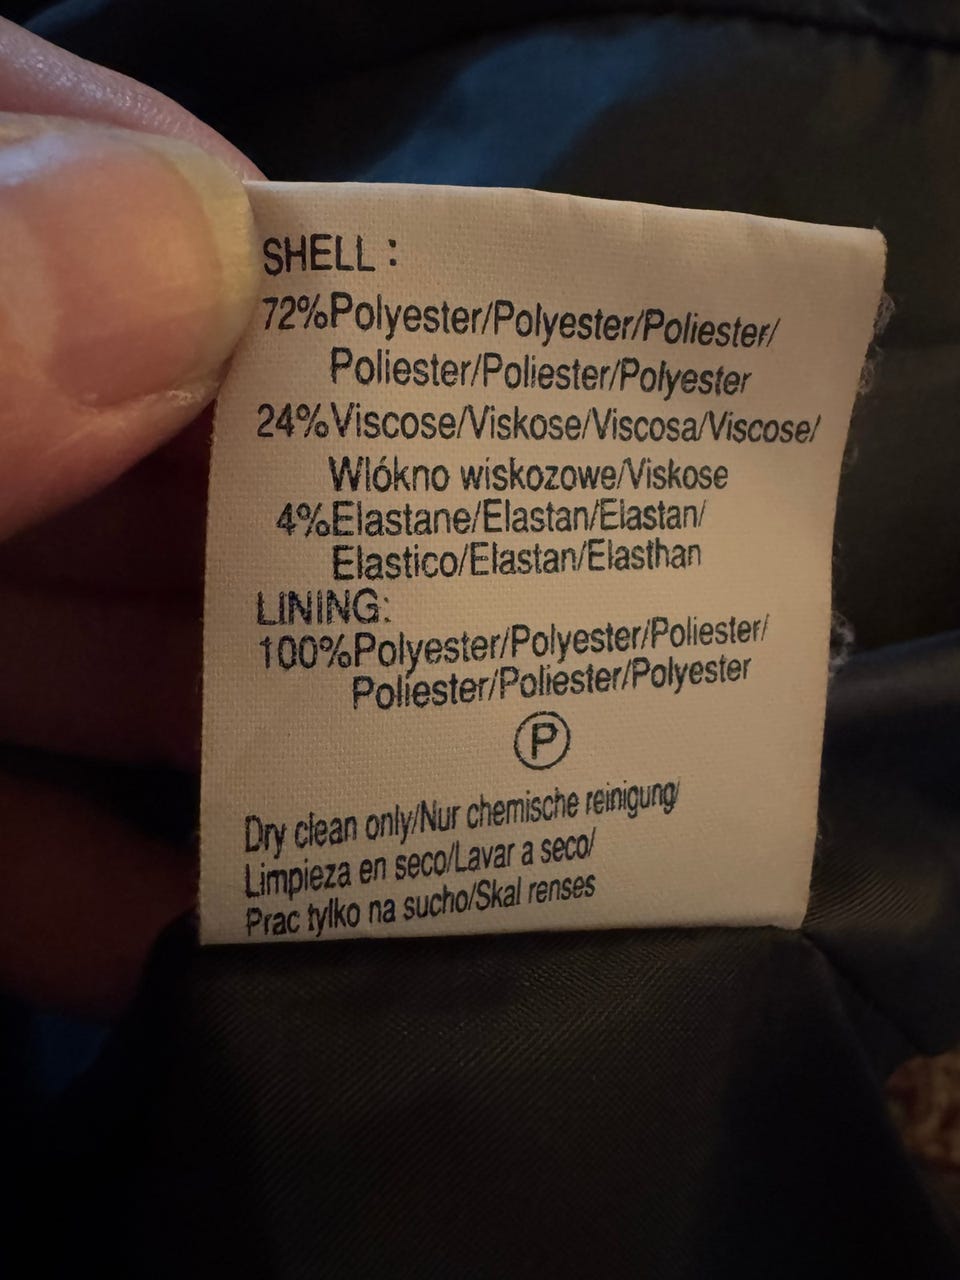 SHELL :
72%Polyester/Polyester/Poliester/
Poliester/Poliester/Polyester
24%Viscose/Viskose/Viscosa/Viscose/
Wlókno wiskozowe/Viskose
4%Elastane/Elastan/Elastan/
Elastico/Elastan/Elasthan
LINING:
100%Polyester/Polyester/Poliester/
Poliester/Poliester/Polyester
P
Dry clean only/Nur chemische reinigung/
Limpieza en seco/Lavar a seco/
Prac tylko na sucho/Skal renses